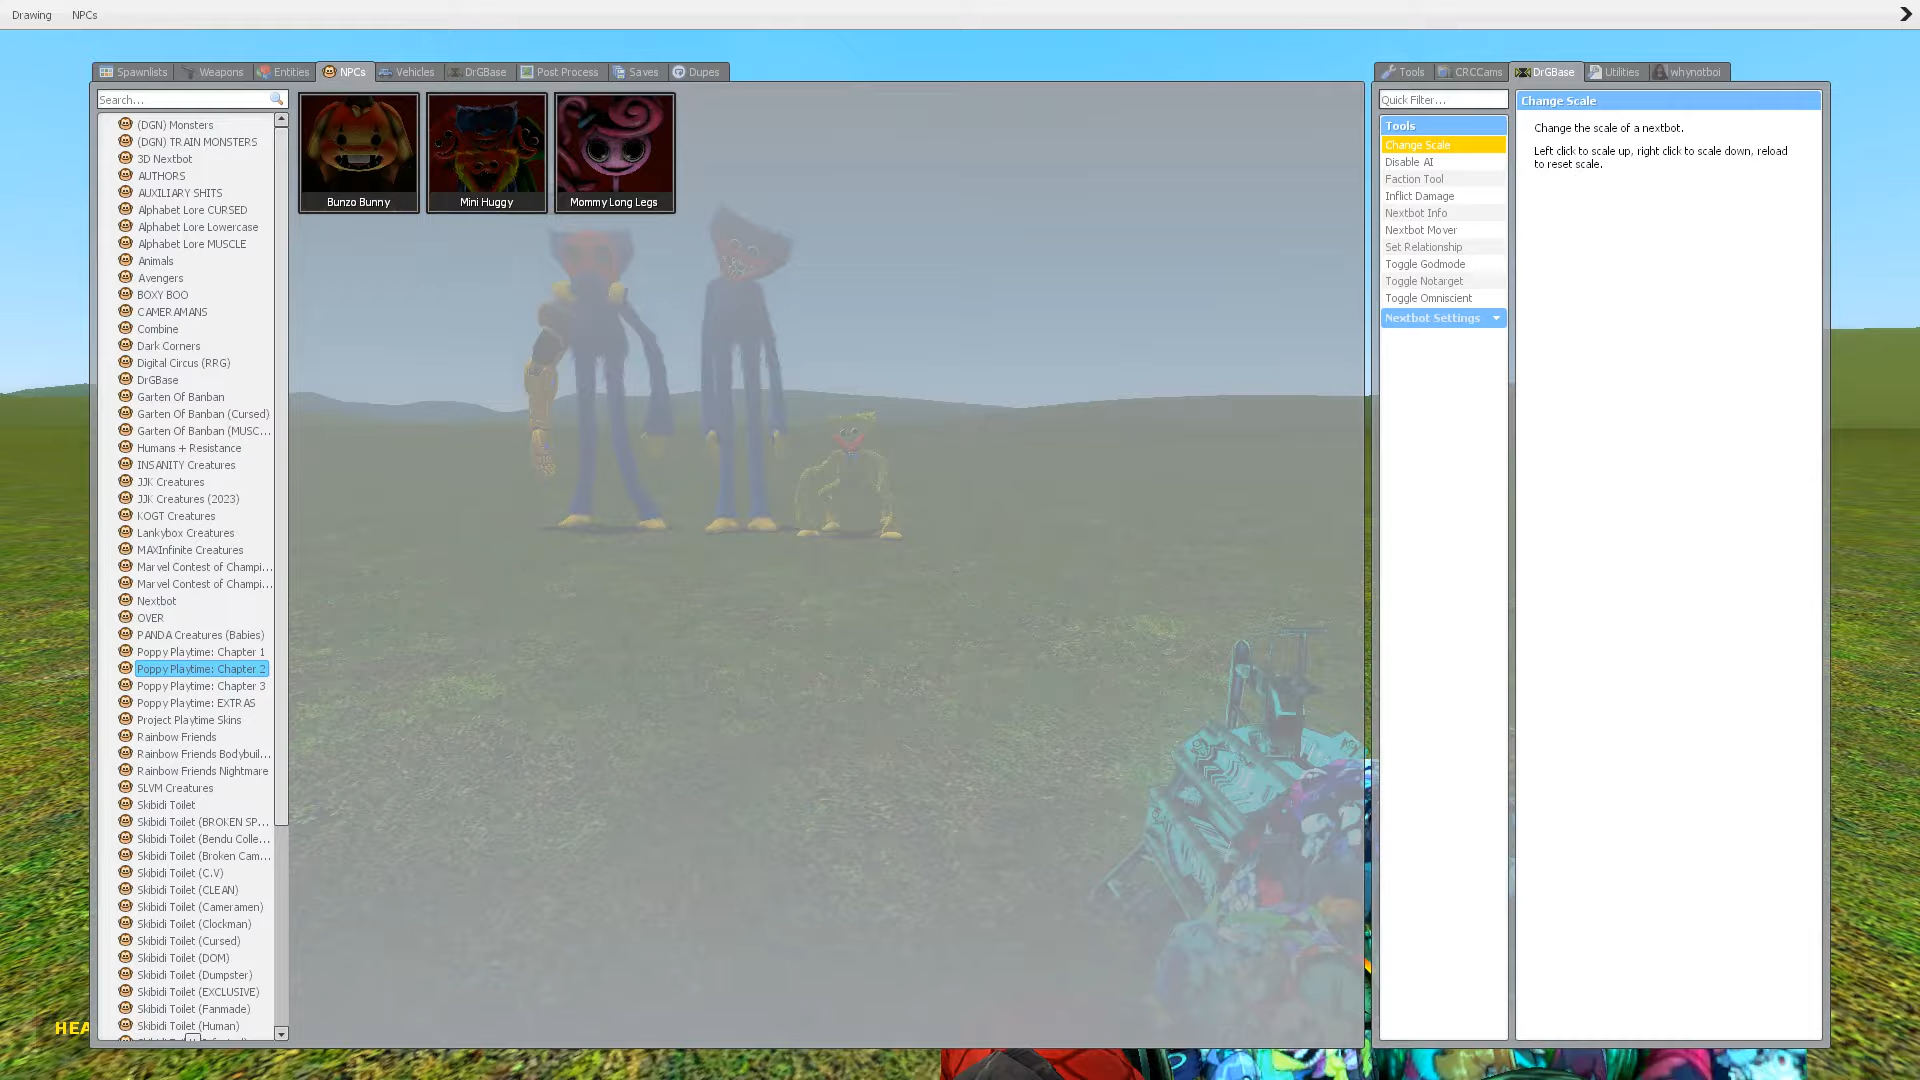 Drawing NPCs
Spawnlists Weapons Entities NPCs Vehicles DrGBase Post Process Saves Dupes
Search...
(DGN) Monsters
(DGN) TRAIN MONSTERS
3D Nextbot
AUTHORS
AUXILIARY SHITS
Alphabet Lore CURSED
Alphabet Lore Lowercase
Alphabet Lore MUSCLE
Animals
Avengers
BOXY BOO
CAMERAMANS
Combine
Dark Corners
Digital Circus (RRG)
DrGBase
Garten Of Banban
Garten Of Banban (Cursed)
Garten Of Banban (MUSC...
Humans + Resistance
INSANITY Creatures
JJK Creatures
JJK Creatures (2023)
KOGT Creatures
Lankybox Creatures
MAXInfinite Creatures
Marvel Contest of Champi...
Marvel Contest of Champi...
Nextbot
OVER
PANDA Creatures (Babies)
Poppy Playtime: Chapter 1
Poppy Playtime: Chapter 2
Poppy Playtime: Chapter 3
Poppy Playtime: EXTRAS
Project Playtime Skins
Rainbow Friends
Rainbow Friends Bodybuil...
Rainbow Friends Nightmare
SLVM Creatures
Skibidi Toilet
Skibidi Toilet (BROKEN SP...
Skibidi Toilet (Bendu Colle...
Skibidi Toilet (Broken Cam...
Skibidi Toilet (C.V)
Skibidi Toilet (CLEAN)
Skibidi Toilet (Cameramen)
Skibidi Toilet (Clockman)
Skibidi Toilet (Cursed)
Skibidi Toilet (DOM)
Skibidi Toilet (Dumpster)
Skibidi Toilet (EXCLUSIVE)
Skibidi Toilet (Fanmade)
Skibidi Toilet (Human)
Bunzo Bunny
Mini Huggy
Mommy Long Legs
Tools CRCCams DrGBase Utilities whynotboi
Quick Filter...
Tools
Change Scale
Disable AI
Faction Tool
Inflict Damage
Nextbot Info
Nextbot Mover
Set Relationship
Toggle Godmode
Toggle Notarget
Toggle Omniscient
Nextbot Settings
Change Scale
Change the scale of a nextbot.
Left click to scale up, right click to scale down, reload
to reset scale.
HEA